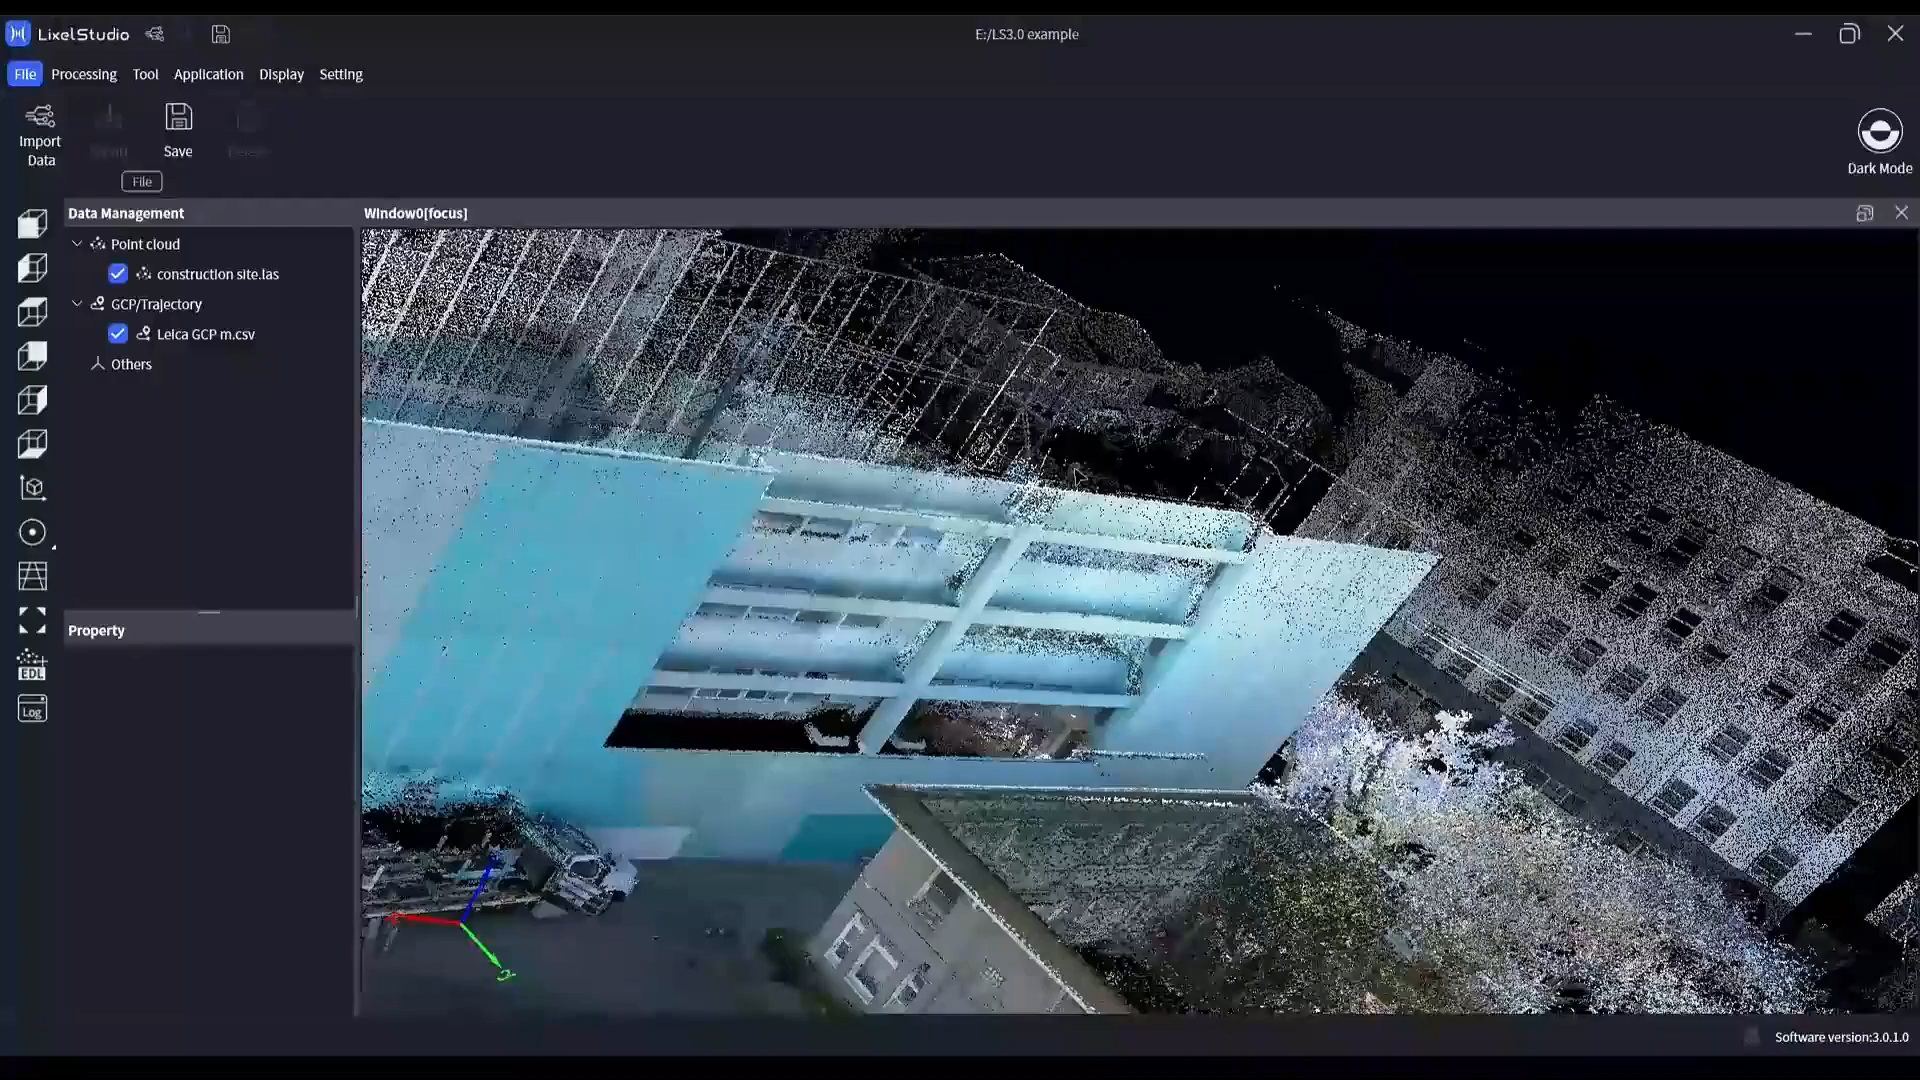 LixelStudio
E:/LS3.0 example
File Processing Tool Application Display Setting
Import
Data
Save
File
Dark Mode
Data Management
Window0[focus]
Point cloud
construction site.las
GCP/Trajectory
Leica GCP m.csv
Others
Property
EDL
Log
Software version:3.0.1.0